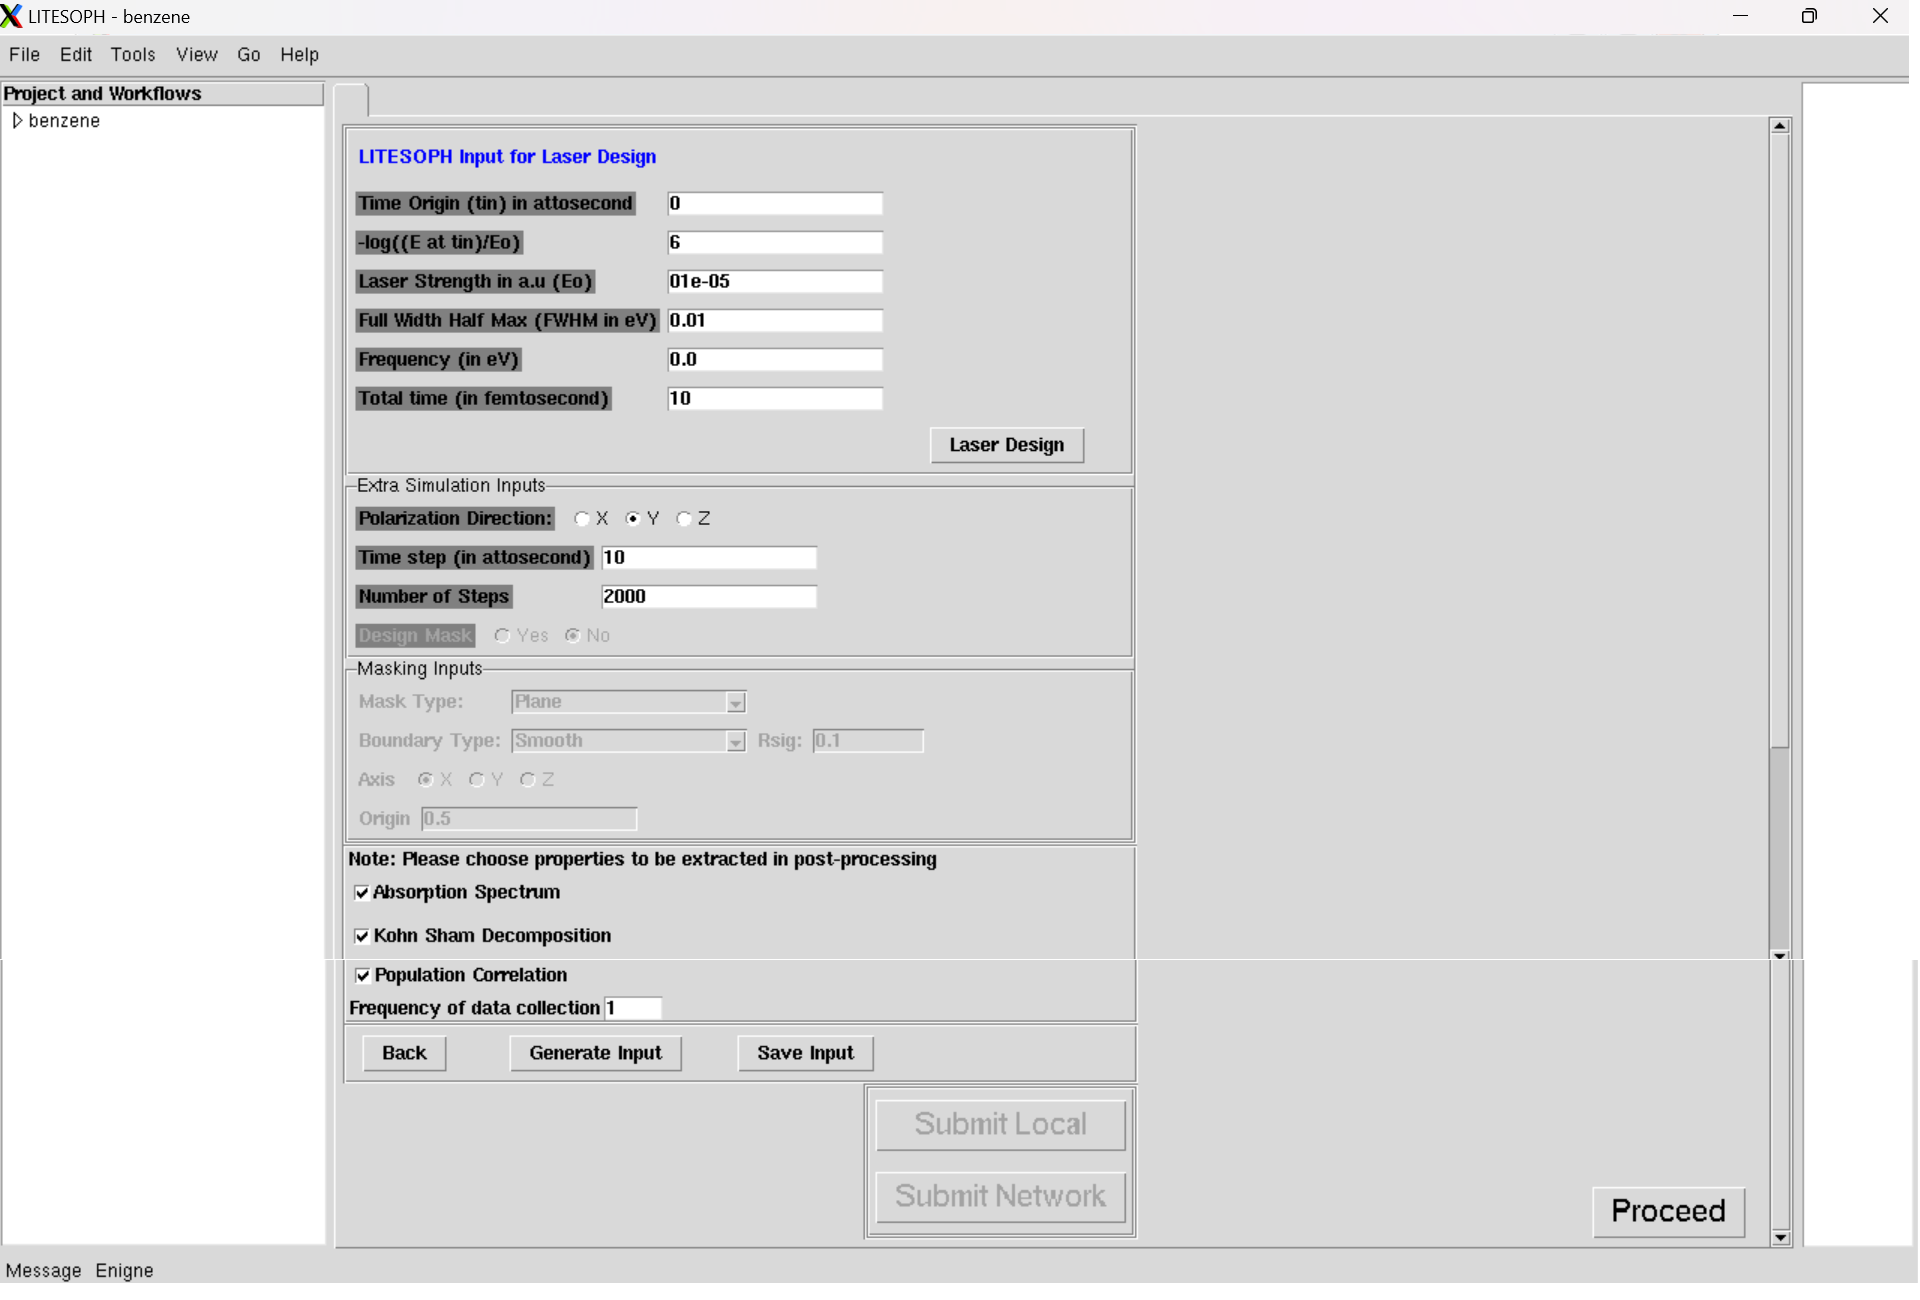 LITESOPH - benzene
File Edit Tools View Go Help
Project and Workflows
benzene
LITESOPH Input for Laser Design
Time Origin (tin) in attosecond 0
-log((E at tin)/Eo) 6
Laser Strength in a.u (Eo) 01e-05
Full Width Half Max (FWHM in eV) 0.01
Frequency (in eV) 0.0
Total time (in femtosecond) 10
Laser Design
Extra Simulation Inputs
Polarization Direction: X Y Z
Time step (in attosecond) 10
Number of Steps 2000
Design Mask Yes No
Masking Inputs
Mask Type: Plane
Boundary Type: Smooth Rsig: 0.1
Axis X Y Z
Origin 0.5
Note: Please choose properties to be extracted in post-processing
Absorption Spectrum
Kohn Sham Decomposition
Population Correlation
Frequency of data collection 1
Back Generate Input Save Input
Submit Local
Submit Network
Proceed
Message Enigne